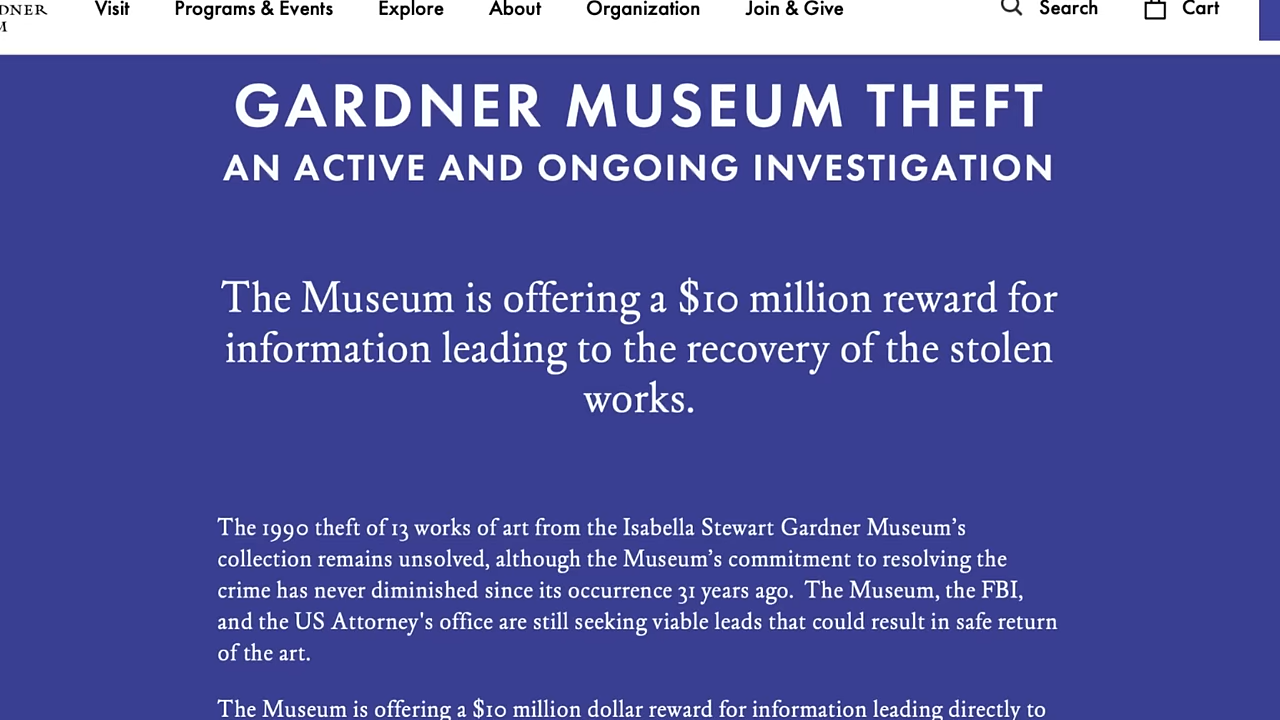 DNER Visit Programs & Events Explore About Organization Join & Give Search Cart
M
GARDNER MUSEUM THEFT
AN ACTIVE AND ONGOING INVESTIGATION
The Museum is offering a $10 million reward for
information leading to the recovery of the stolen
works.
The 1990 theft of 13 works of art from the Isabella Stewart Gardner Museum’s
collection remains unsolved, although the Museum’s commitment to resolving the
crime has never diminished since its occurrence 31 years ago.  The Museum, the FBI,
and the US Attorney's office are still seeking viable leads that could result in safe return
of the art.
The Museum is offering a $10 million dollar reward for information leading directly to